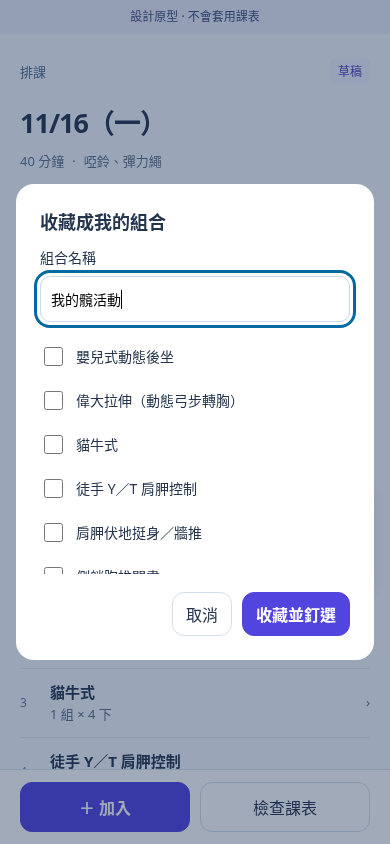 設計原型 · 不會套用課表
排課
草稿
11/16（一）
40 分鐘 · 啞鈴、彈力繩
收藏成我的組合
組合名稱
我的髖活動
嬰兒式動態後坐
偉大拉伸（動態弓步轉胸）
貓牛式
徒手 Y／T 肩胛控制
肩胛伏地挺身／牆推
取消
收藏並釘選
3
貓牛式
1 組 × 4 下
›
徒手 Y／T 肩胛控制
＋ 加入
檢查課表